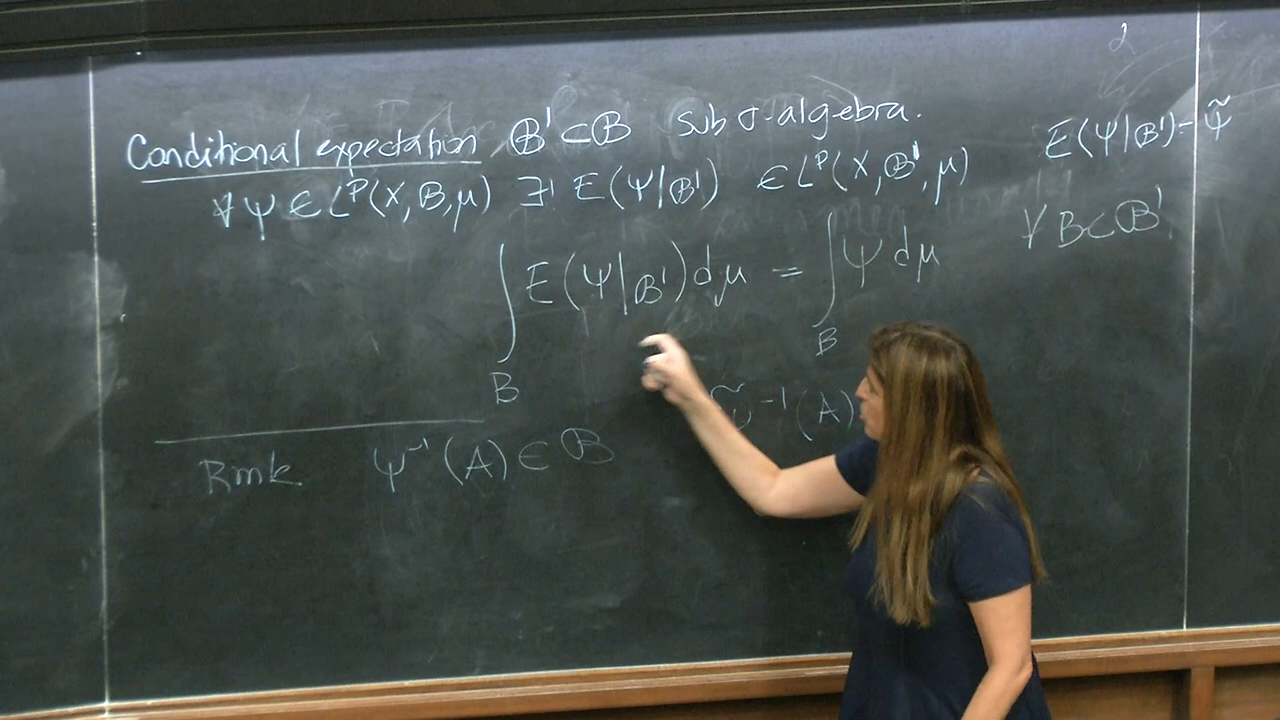 Conditional expectation ℬ' ⊂ ℬ sub σ-algebra.
∀ ψ ∈ L^p(X, ℬ, μ) ∃! E(ψ|ℬ') ∈ L^p(X, ℬ', μ)
E(ψ|ℬ') = ψ̃
∫_B E(ψ|ℬ') dμ = ∫_B ψ dμ
∀ B ⊂ ℬ'
Rmk ψ^{-1}(A) ∈ ℬ ψ̃^{-1}(A)